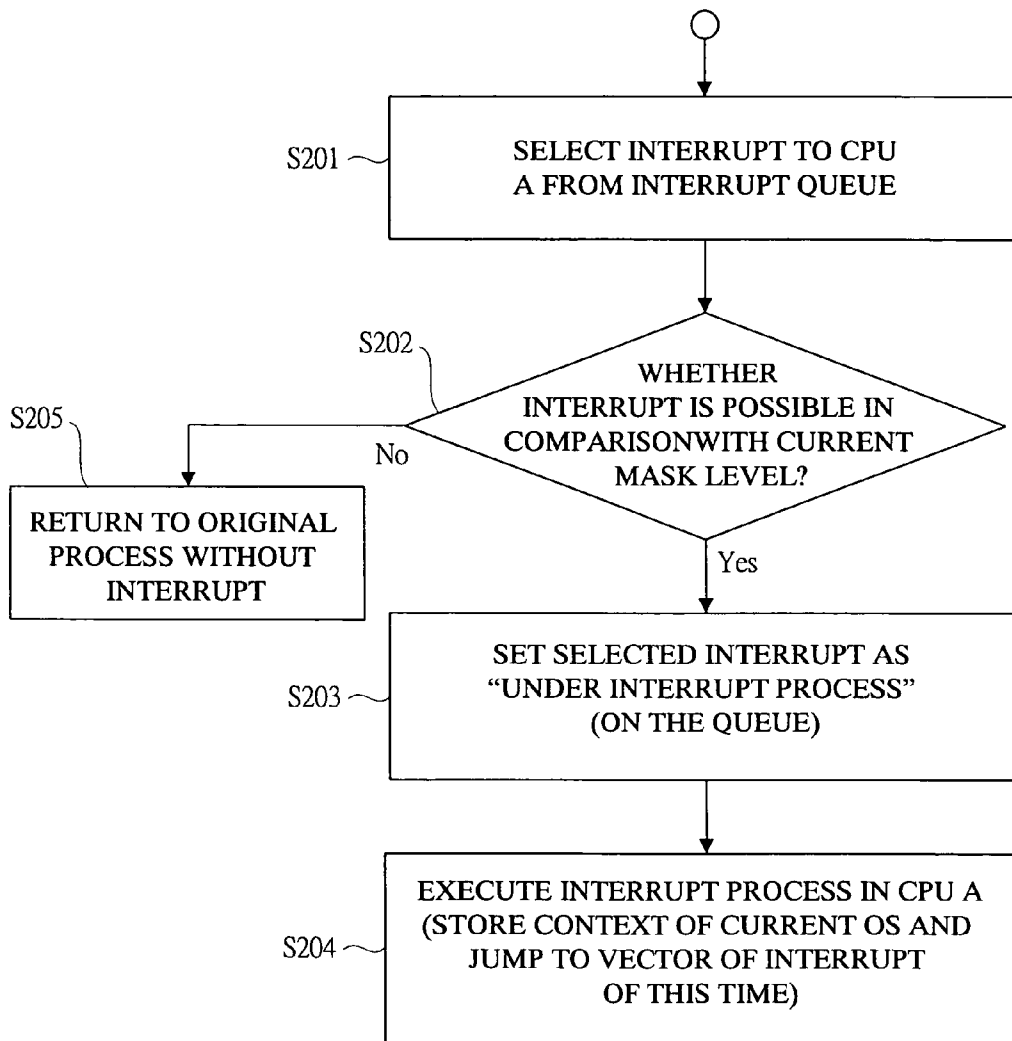 S201
SELECT INTERRUPT TO CPU
A FROM INTERRUPT QUEUE
S202
WHETHER
INTERRUPT IS POSSIBLE IN
COMPARISONWITH CURRENT
MASK LEVEL?
No
Yes
S205
RETURN TO ORIGINAL
PROCESS WITHOUT
INTERRUPT
S203
SET SELECTED INTERRUPT AS
“UNDER INTERRUPT PROCESS”
(ON THE QUEUE)
S204
EXECUTE INTERRUPT PROCESS IN CPU A
(STORE CONTEXT OF CURRENT OS AND
JUMP TO VECTOR OF INTERRUPT
OF THIS TIME)